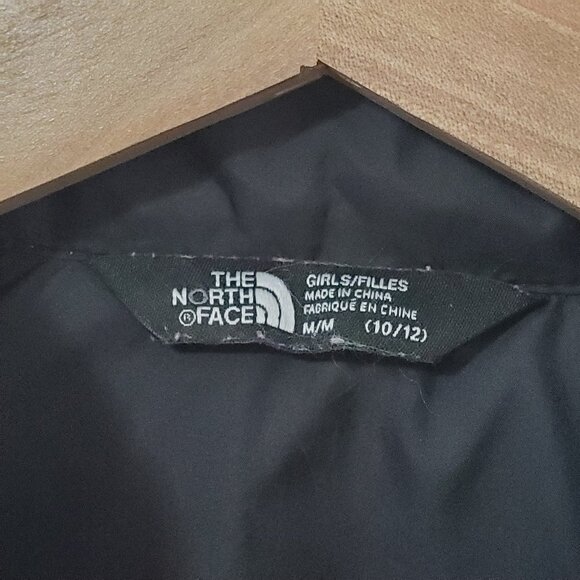 THE
NORTH
®FACE
GIRLS/FILLES
MADE IN CHINA
FABRIQUÉ EN CHINE
M/M (10/12)